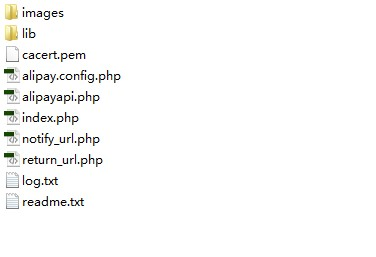 images
lib
cacert.pem
alipay.config.php
alipayapi.php
index.php
notify_url.php
return_url.php
log.txt
readme.txt